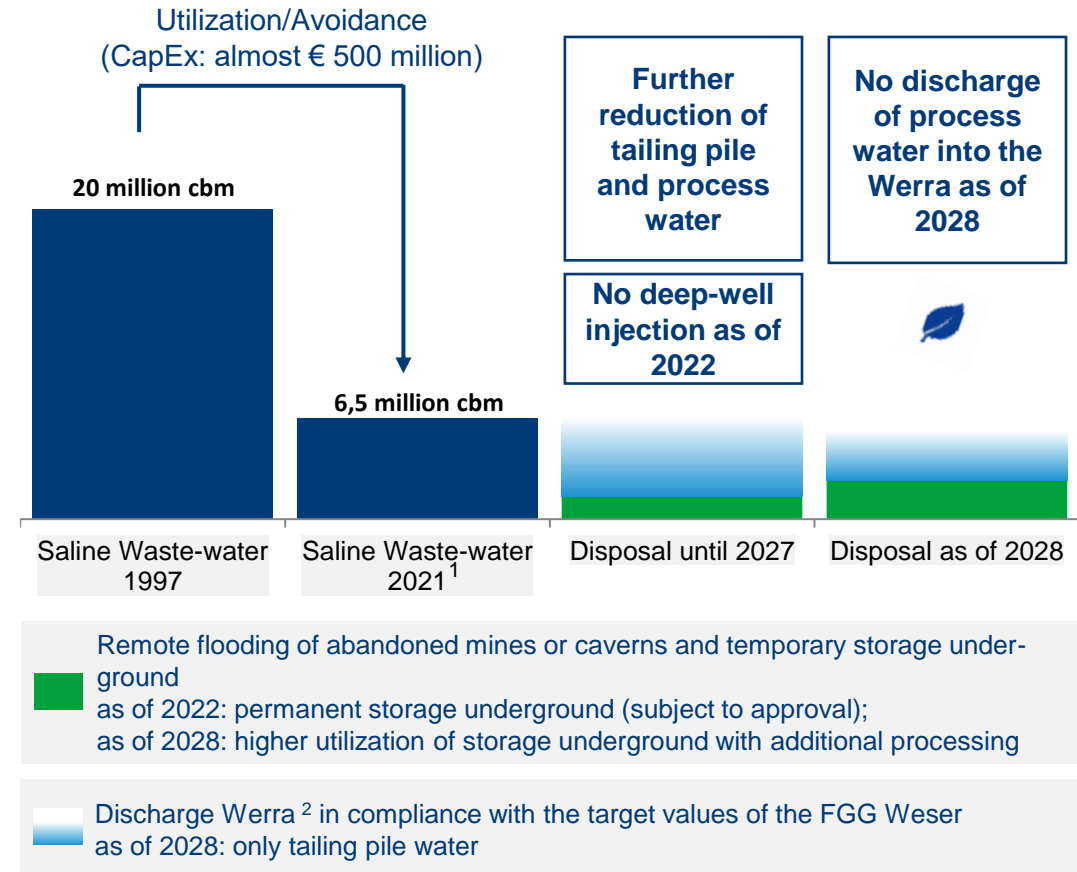 Utilization/Avoidance
(CapEx: almost € 500 million)
20 million cbm
6,5 million cbm
Further
reduction of
tailing pile
and process
water
No deep-well
injection as of
2022
No discharge
of process
water into the
Werra as of
2028
Saline Waste-water
1997
Saline Waste-water
2021 1
Disposal until 2027
Disposal as of 2028
Remote flooding of abandoned mines or caverns and temporary storage under-
ground
as of 2022: permanent storage underground (subject to approval);
as of 2028: higher utilization of storage underground with additional processing
Discharge Werra 2 in compliance with the target values of the FGG Weser
as of 2028: only tailing pile water